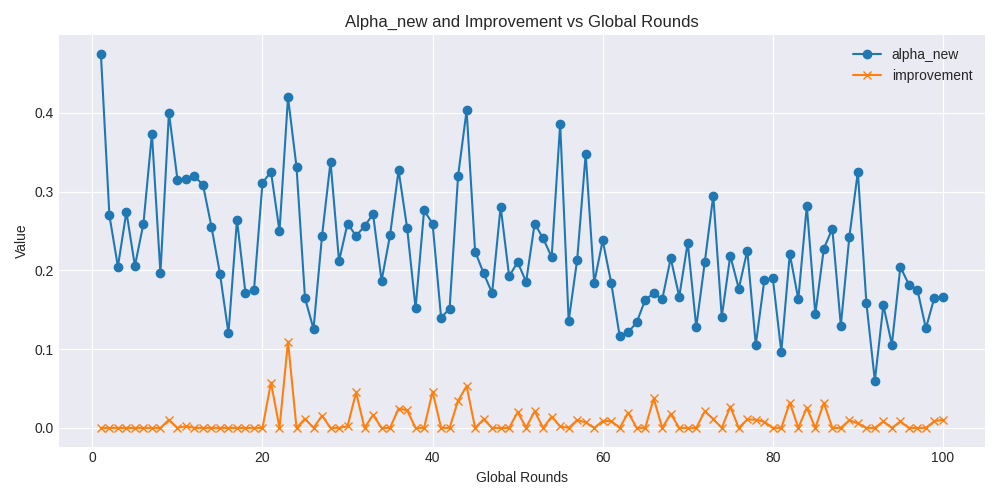 Alpha_new and Improvement vs Global Rounds
alpha_new
improvement
Value
0.4
0.3
0.2
0.1
0.0
0 20 40 60 80 100
Global Rounds